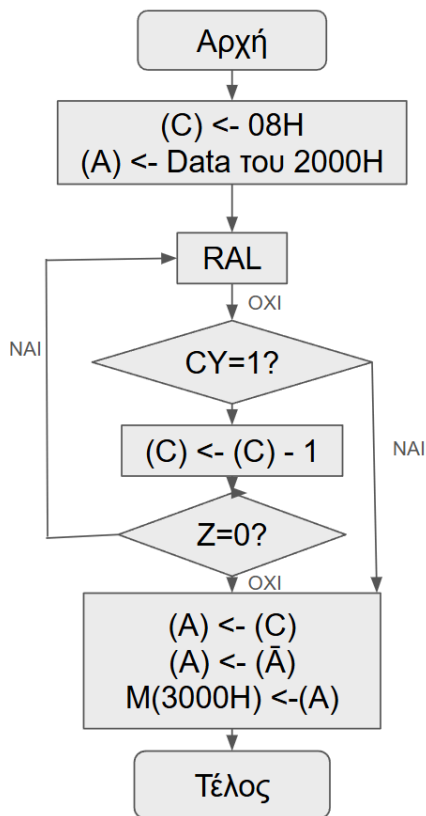 Αρχή
(C) <- 08H
(A) <- Data του 2000H
RAL
ΟΧΙ
ΝΑΙ
CY=1?
(C) <- (C) - 1
ΝΑΙ
Z=0?
ΟΧΙ
(A) <- (C)
(A) <- (Ā)
M(3000H) <-(A)
Τέλος